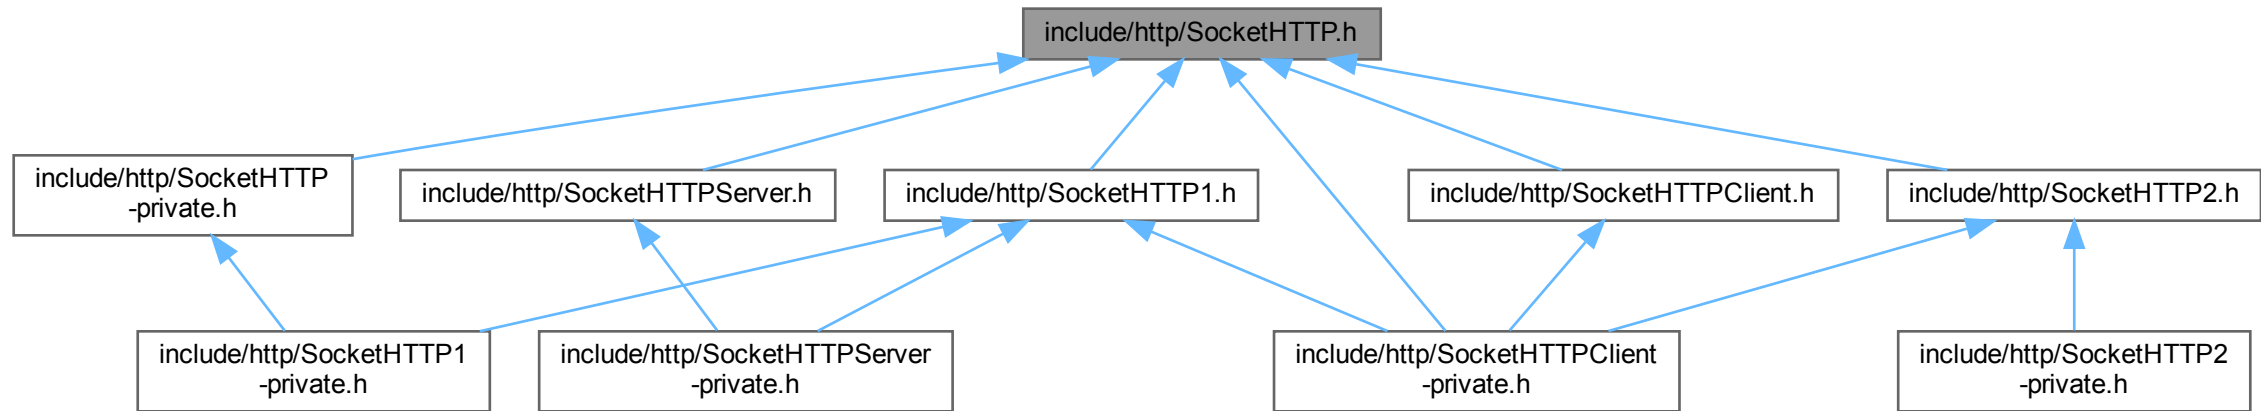 include/http/SocketHTTP.h
include/http/SocketHTTP
-private.h
include/http/SocketHTTPServer.h
include/http/SocketHTTP1.h
include/http/SocketHTTPClient.h
include/http/SocketHTTP2.h
include/http/SocketHTTP1
-private.h
include/http/SocketHTTPServer
-private.h
include/http/SocketHTTPClient
-private.h
include/http/SocketHTTP2
-private.h